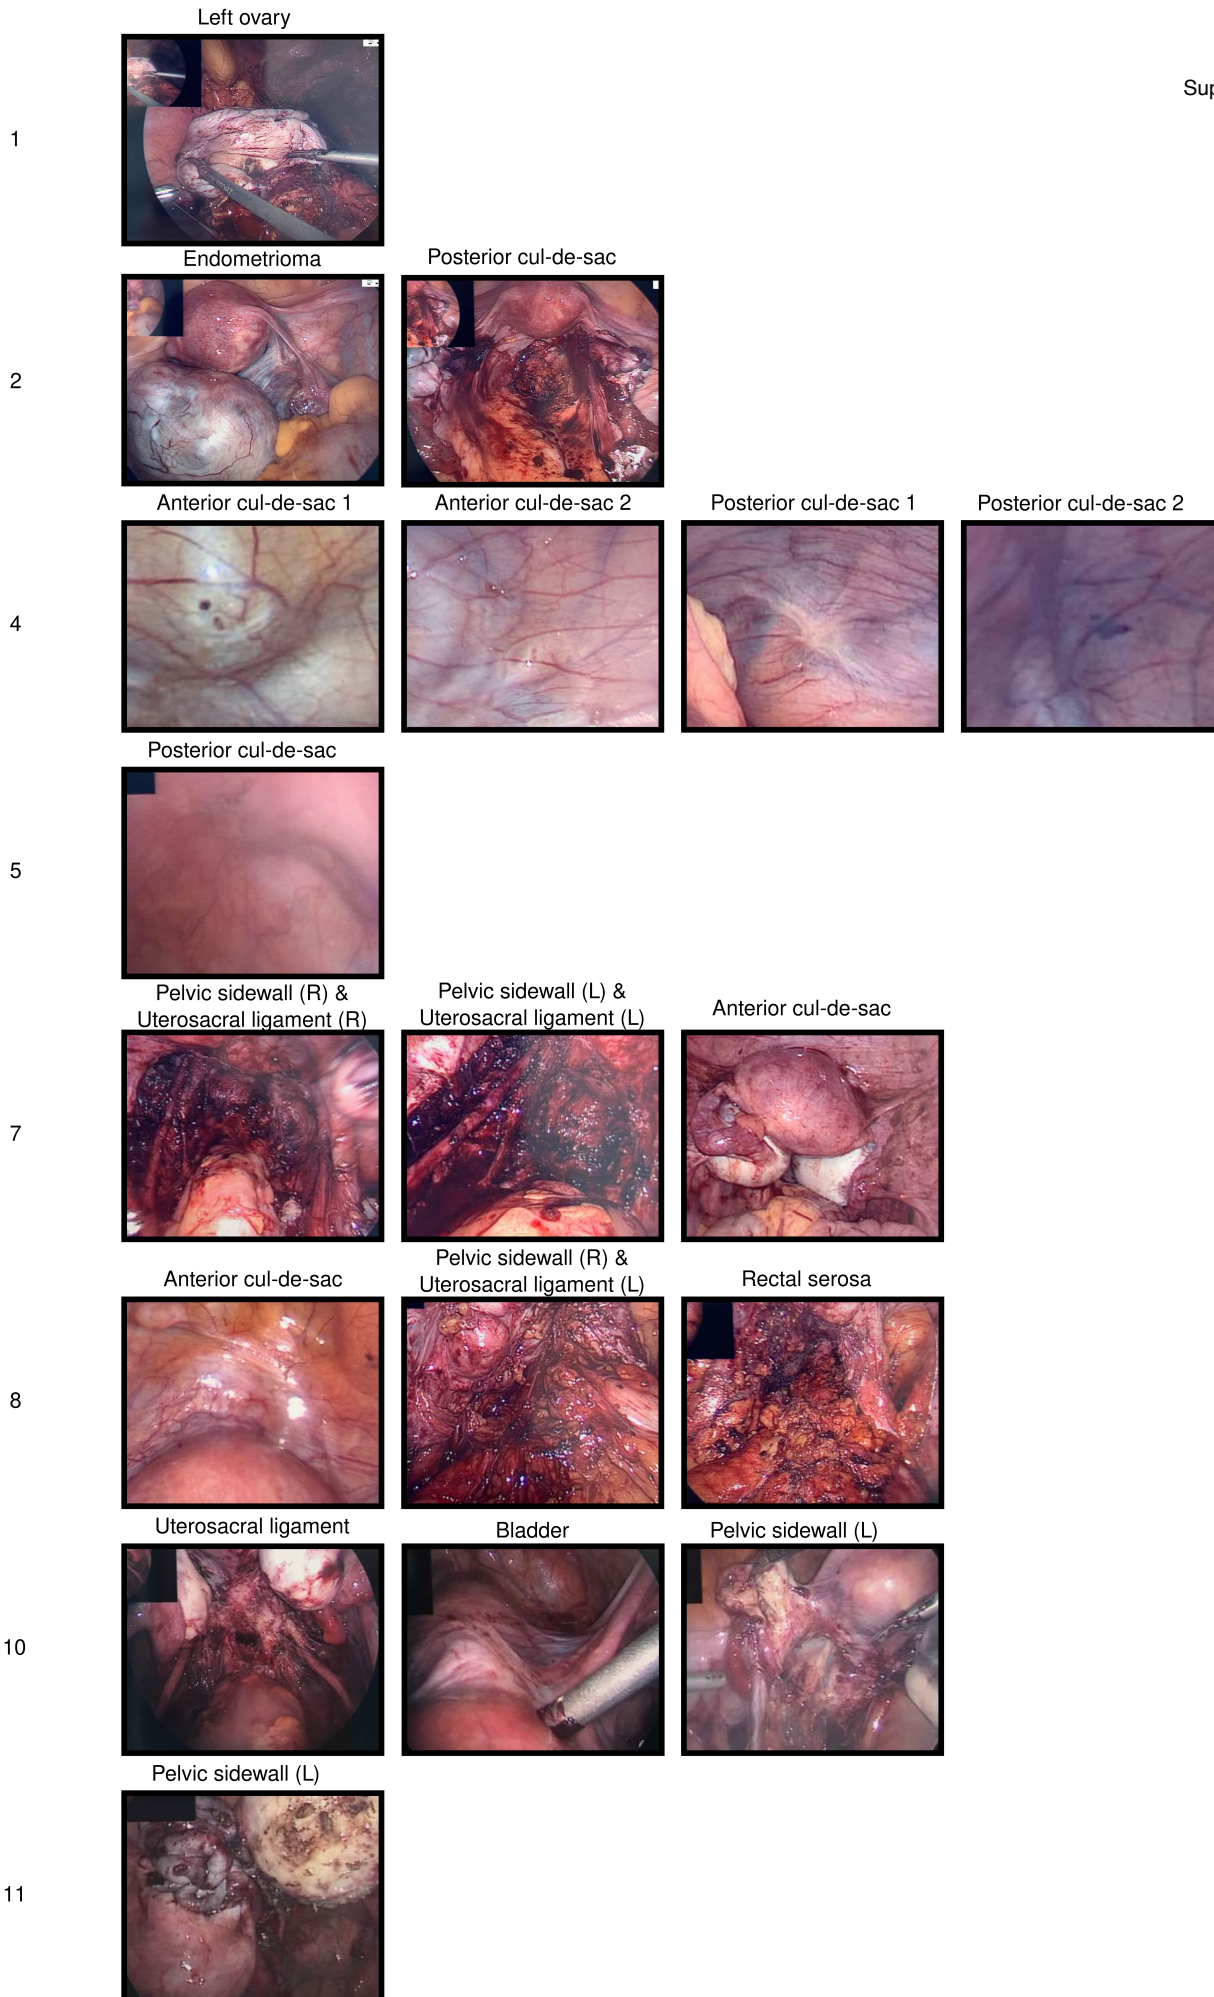 Left ovary
Sup
1
Endometrioma Posterior cul-de-sac
2
Anterior cul-de-sac 1 Anterior cul-de-sac 2 Posterior cul-de-sac 1 Posterior cul-de-sac 2
4
Posterior cul-de-sac
5
Pelvic sidewall (R) &
Uterosacral ligament (R)
Pelvic sidewall (L) &
Uterosacral ligament (L)
Anterior cul-de-sac
7
Anterior cul-de-sac
Pelvic sidewall (R) &
Uterosacral ligament (L)
Rectal serosa
8
Uterosacral ligament Bladder Pelvic sidewall (L)
10
Pelvic sidewall (L)
11